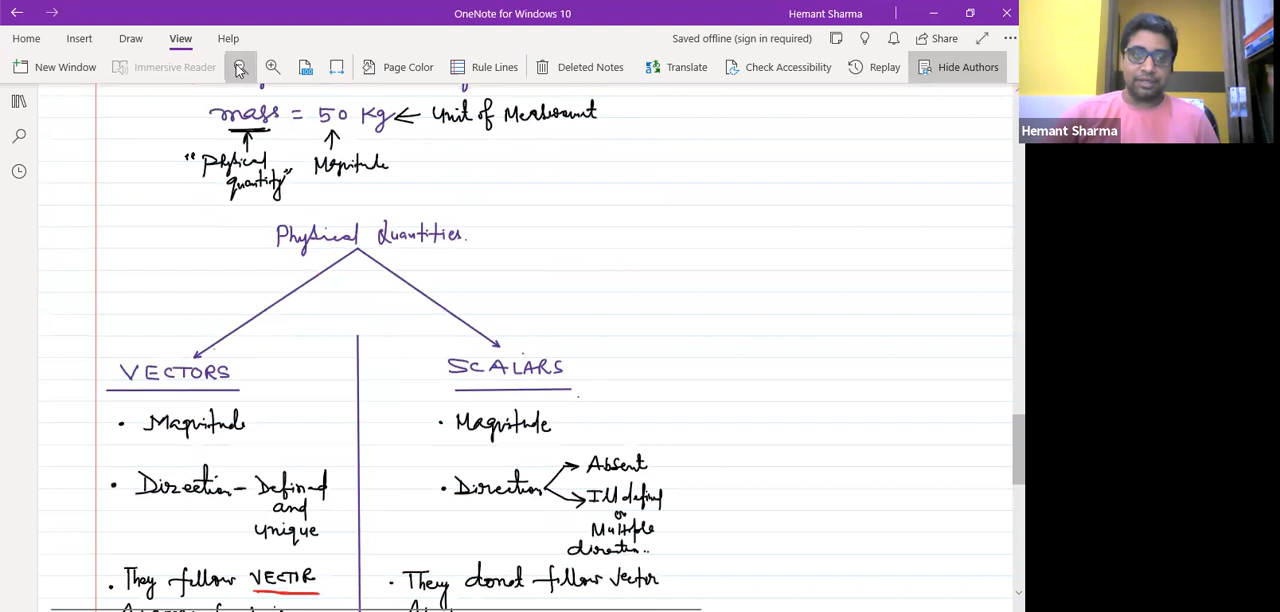 OneNote for Windows 10
Hemant Sharma
Home Insert Draw View Help
Saved offline (sign in required)
Share
New Window Immersive Reader
Page Color Rule Lines Deleted Notes Translate Check Accessibility Replay Hide Authors
Hemant Sharma
mass = 50 Kg ← Unit of
"Physical quantity"
Magnitude
Physical Quantities.
VECTORS
SCALARS
• Magnitude
• Magnitude
• Direction - Defined
and
unique
• Direction
Absent
Ill defined
or
Multiple
direction..
• They follow VECTOR
• They donot follow vector